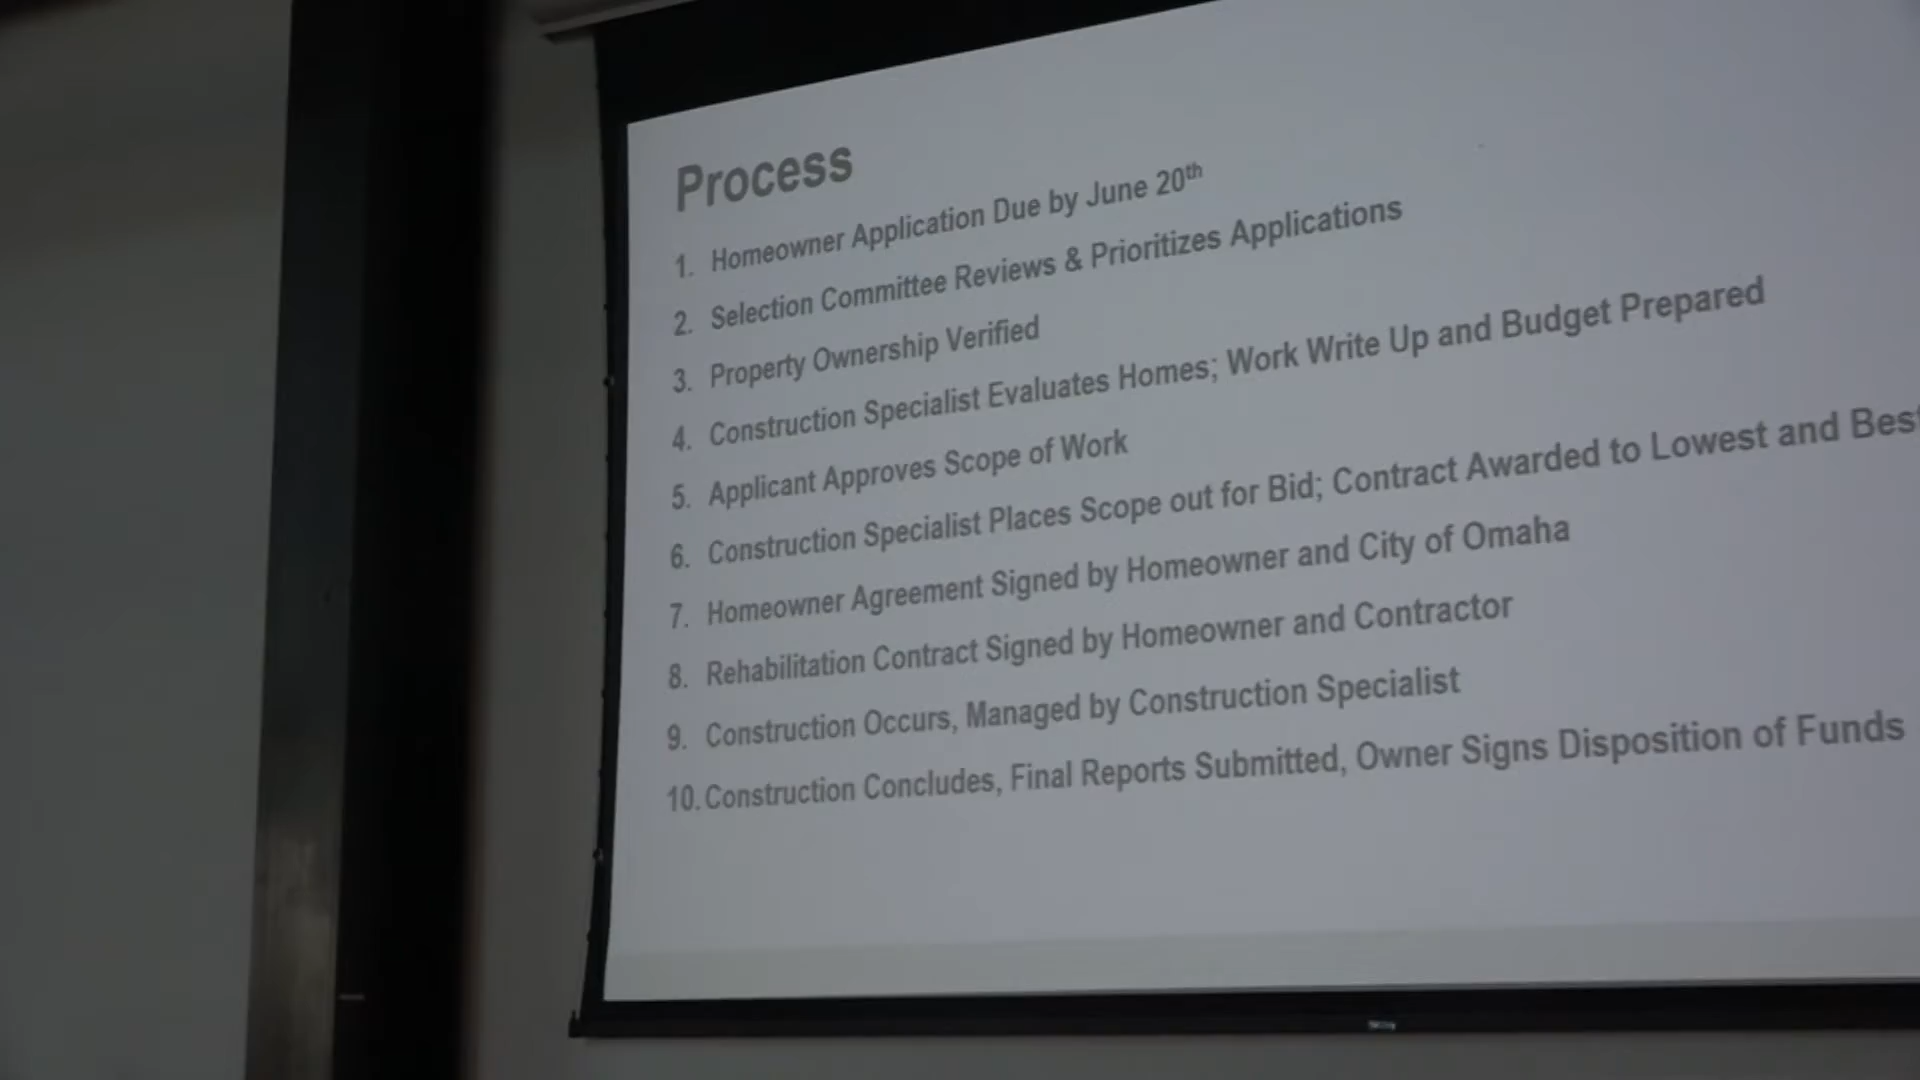 Process
1. Homeowner Application Due by June 20th
2. Selection Committee Reviews & Prioritizes Applications
3. Property Ownership Verified
4. Construction Specialist Evaluates Homes; Work Write Up and Budget Prepared
5. Applicant Approves Scope of Work
6. Construction Specialist Places Scope out for Bid; Contract Awarded to Lowest and Best
7. Homeowner Agreement Signed by Homeowner and City of Omaha
8. Rehabilitation Contract Signed by Homeowner and Contractor
9. Construction Occurs, Managed by Construction Specialist
10. Construction Concludes, Final Reports Submitted, Owner Signs Disposition of Funds